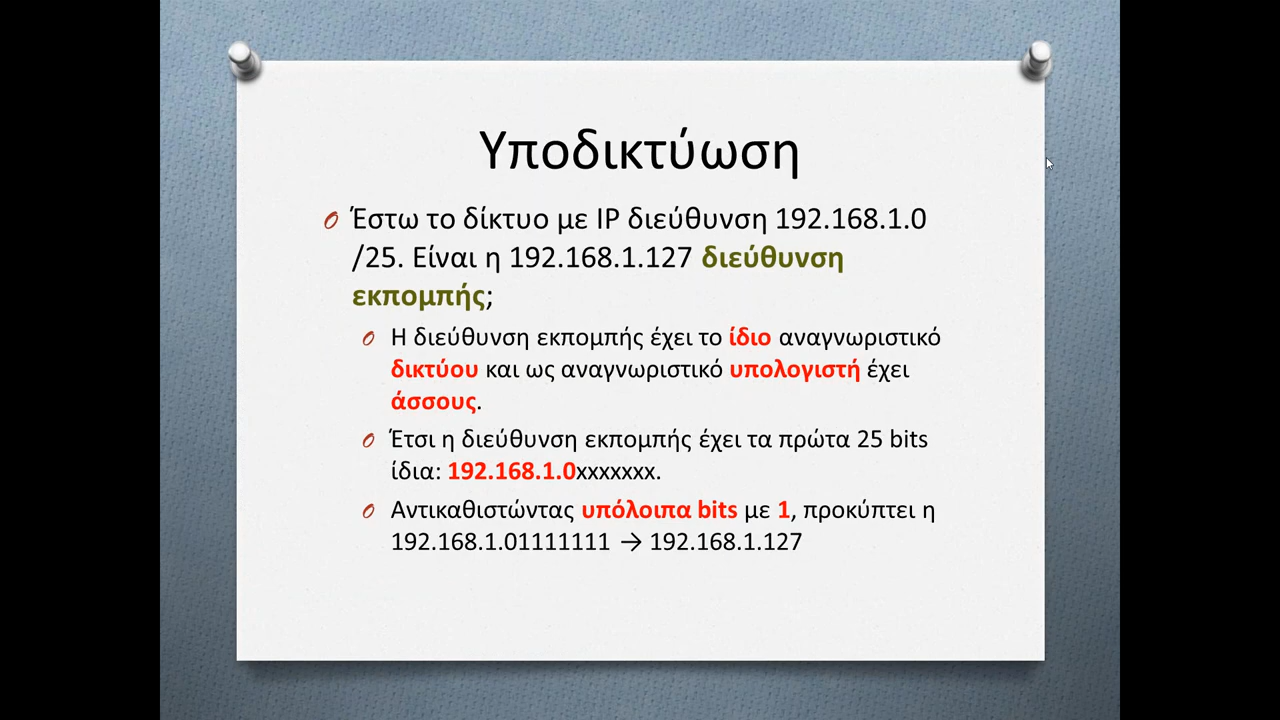 Υποδικτύωση
Έστω το δίκτυο με IP διεύθυνση 192.168.1.0
/25. Είναι η 192.168.1.127 διεύθυνση
εκπομπής;
Η διεύθυνση εκπομπής έχει το ίδιο αναγνωριστικό
δικτύου και ως αναγνωριστικό υπολογιστή έχει
άσσους.
Έτσι η διεύθυνση εκπομπής έχει τα πρώτα 25 bits
ίδια: 192.168.1.0xxxxxxx.
Αντικαθιστώντας υπόλοιπα bits με 1, προκύπτει η
192.168.1.01111111 → 192.168.1.127